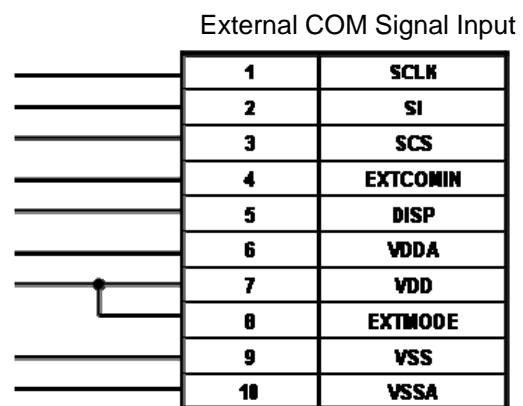 External COM Signal Input
1 SCLK
2 SI
3 SCS
4 EXTCOMIN
5 DISP
6 VDDA
7 VDD
8 EXTMODE
9 VSS
10 VSSA